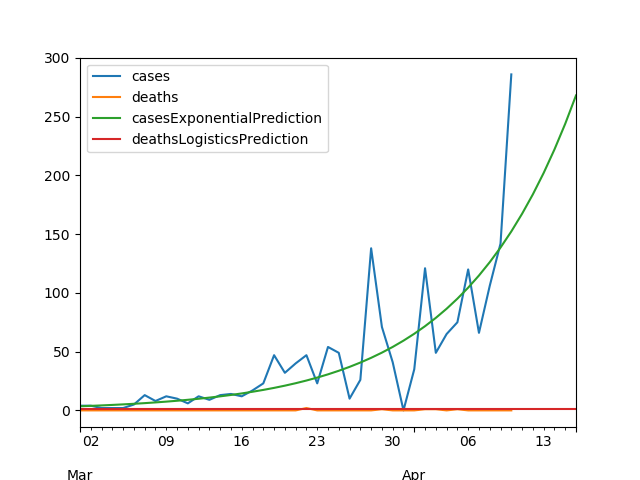 300
250
200
150
100
50
0
cases
deaths
casesExponentialPrediction
deathsLogisticsPrediction
02 09 16 23 30 06 13
Mar Apr